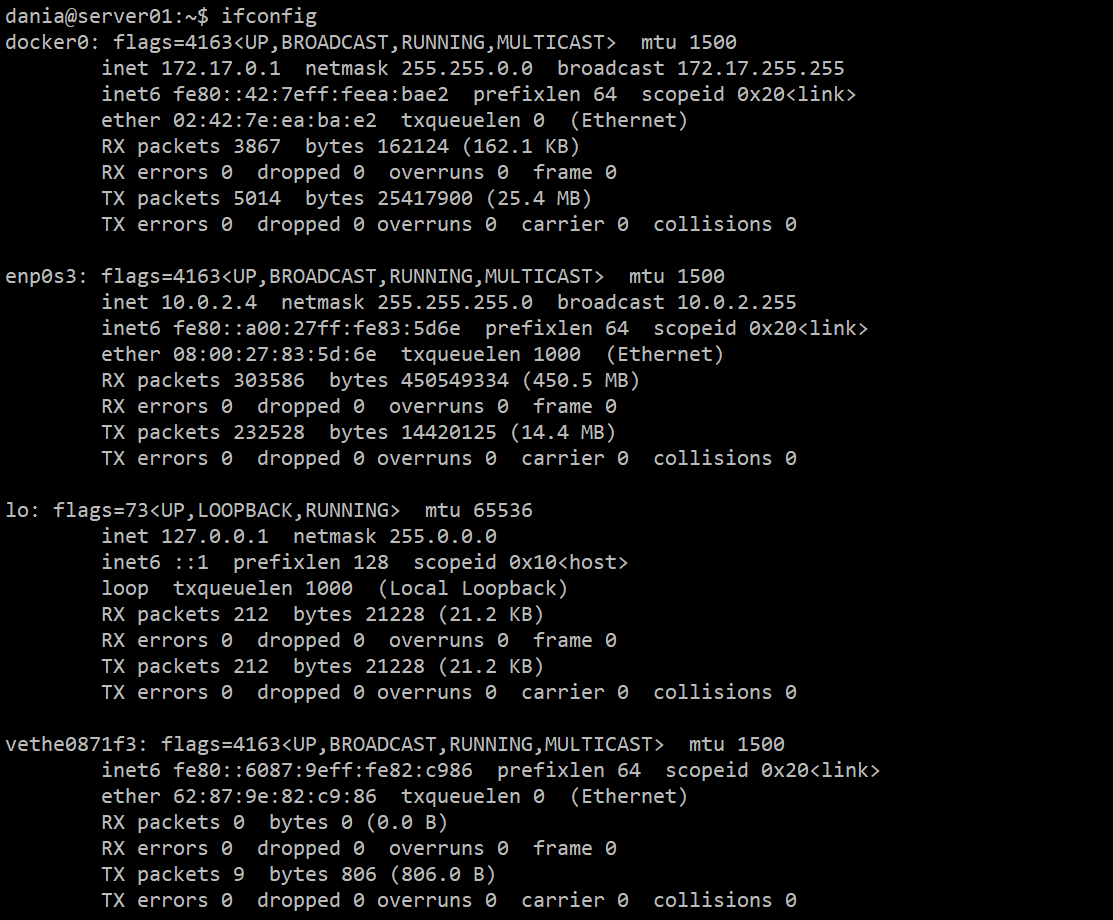 dania@server01:~$ ifconfig
docker0: flags=4163<UP,BROADCAST,RUNNING,MULTICAST>  mtu 1500
        inet 172.17.0.1  netmask 255.255.0.0  broadcast 172.17.255.255
        inet6 fe80::42:7eff:feea:bae2  prefixlen 64  scopeid 0x20<link>
        ether 02:42:7e:ea:ba:e2  txqueuelen 0  (Ethernet)
        RX packets 3867  bytes 162124 (162.1 KB)
        RX errors 0  dropped 0  overruns 0  frame 0
        TX packets 5014  bytes 25417900 (25.4 MB)
        TX errors 0  dropped 0 overruns 0  carrier 0  collisions 0

enp0s3: flags=4163<UP,BROADCAST,RUNNING,MULTICAST>  mtu 1500
        inet 10.0.2.4  netmask 255.255.255.0  broadcast 10.0.2.255
        inet6 fe80::a00:27ff:fe83:5d6e  prefixlen 64  scopeid 0x20<link>
        ether 08:00:27:83:5d:6e  txqueuelen 1000  (Ethernet)
        RX packets 303586  bytes 450549334 (450.5 MB)
        RX errors 0  dropped 0  overruns 0  frame 0
        TX packets 232528  bytes 14420125 (14.4 MB)
        TX errors 0  dropped 0 overruns 0  carrier 0  collisions 0

lo: flags=73<UP,LOOPBACK,RUNNING>  mtu 65536
        inet 127.0.0.1  netmask 255.0.0.0
        inet6 ::1  prefixlen 128  scopeid 0x10<host>
        loop  txqueuelen 1000  (Local Loopback)
        RX packets 212  bytes 21228 (21.2 KB)
        RX errors 0  dropped 0  overruns 0  frame 0
        TX packets 212  bytes 21228 (21.2 KB)
        TX errors 0  dropped 0 overruns 0  carrier 0  collisions 0

vethe0871f3: flags=4163<UP,BROADCAST,RUNNING,MULTICAST>  mtu 1500
        inet6 fe80::6087:9eff:fe82:c986  prefixlen 64  scopeid 0x20<link>
        ether 62:87:9e:82:c9:86  txqueuelen 0  (Ethernet)
        RX packets 0  bytes 0 (0.0 B)
        RX errors 0  dropped 0  overruns 0  frame 0
        TX packets 9  bytes 806 (806.0 B)
        TX errors 0  dropped 0 overruns 0  carrier 0  collisions 0